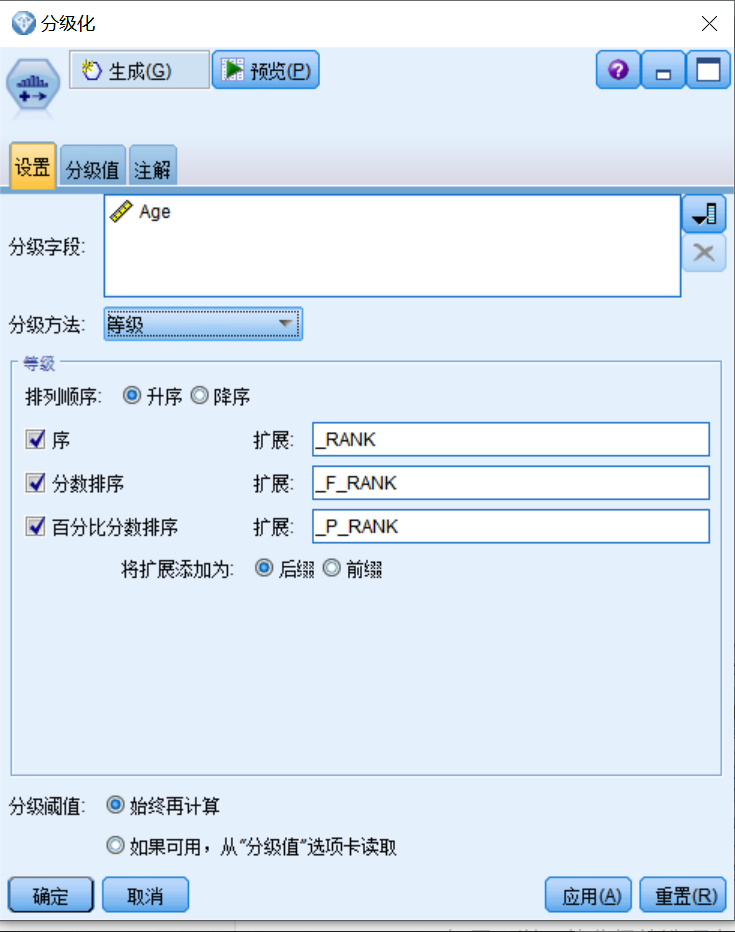 分级化
生成(G) 预览(P)
设置 分级值 注解
分级字段: Age
分级方法: 等级
等级
排列顺序: 升序 降序
序 扩展: _RANK
分数排序 扩展: _F_RANK
百分比分数排序 扩展: _P_RANK
将扩展添加为: 后缀 前缀
分级阈值: 始终再计算
如果可用，从"分级值"选项卡读取
确定 取消 应用(A) 重置(R)